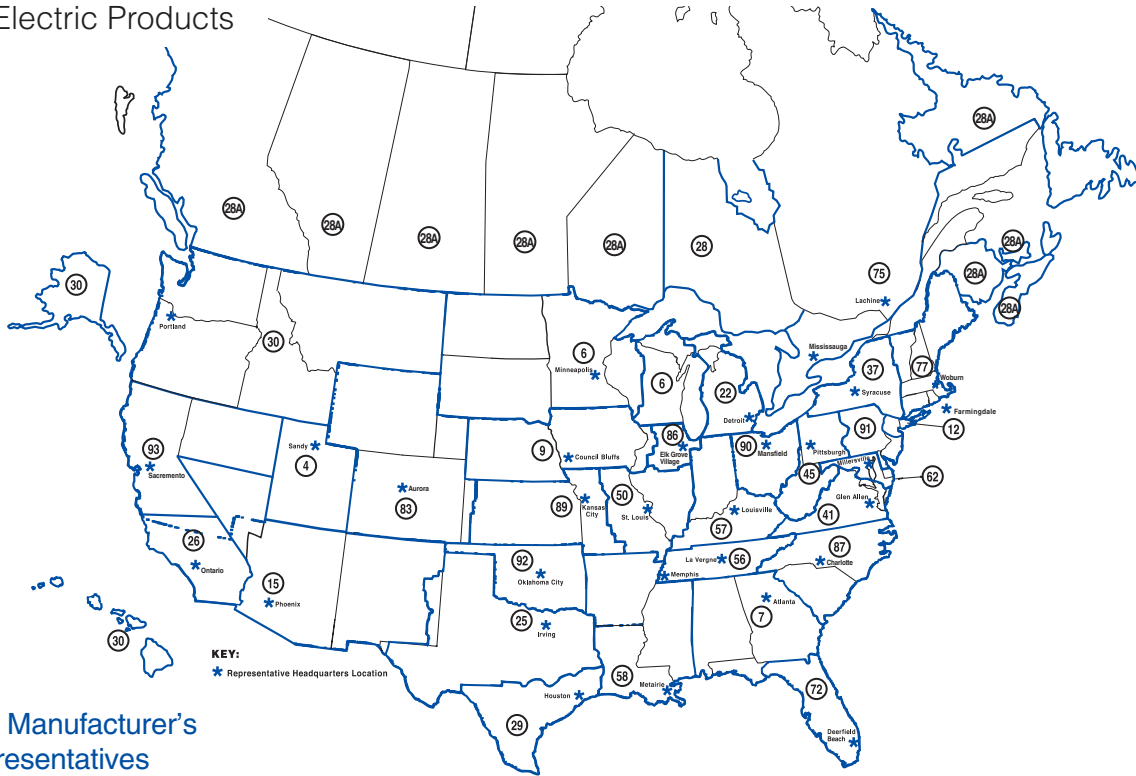 Electric Products
28A
28A
28A
28A
28A
28A
28
28A
28A
28A
28A
75
Lachine
30
Portland
30
6
Minneapolis
6
22
Detroit
Mississauga
37
Syracuse
77
Woburn
Farmingdale
12
93
Sacremento
Sandy
4
9
Council Bluffs
86
Elk Grove
Village
90
Mansfield
Pittsburgh
91
Millersville
62
45
Aurora
83
89
Kansas
City
50
St. Louis
Louisville
57
Glen Allen
41
26
Ontario
15
Phoenix
92
Oklahoma City
La Vergne
56
Memphis
87
Charlotte
25
Irving
Atlanta
7
30
KEY:
* Representative Headquarters Location
58
Metairie
Houston
29
72
Deerfield
Beach
Manufacturer's
resentatives